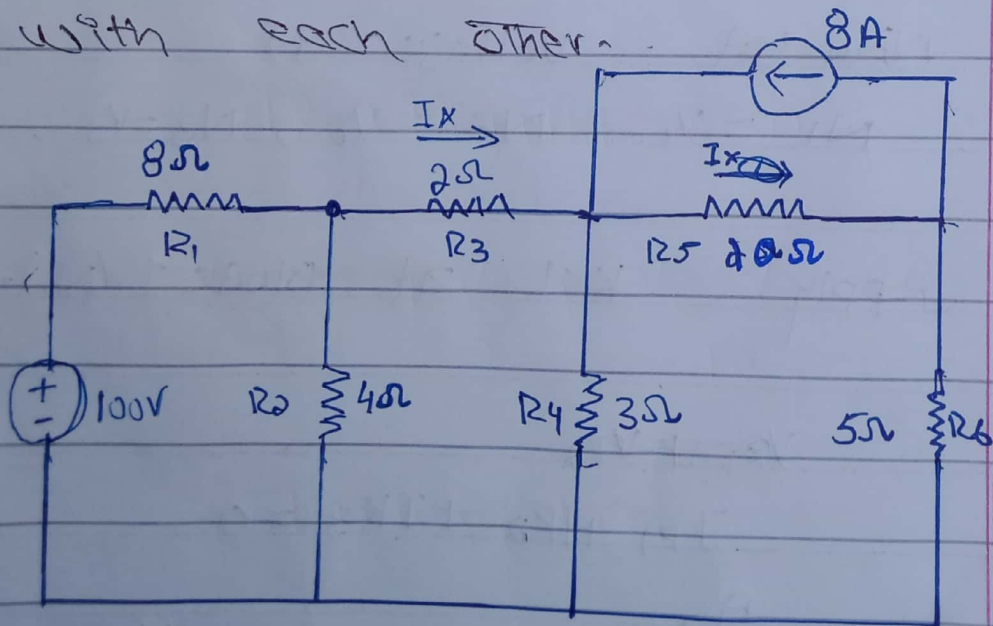 with each other.
8A
Ix
Ix
8Ω
2Ω
R1
R3
R5
+
-
100V
R2
4Ω
R4
3Ω
5Ω
R6